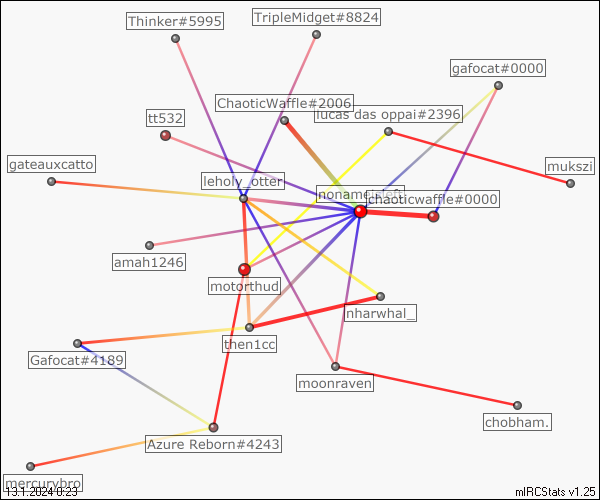 Thinker#5995
TripleMidget#8824
gafocat#0000
ChaoticWaffle#2006
lucas das oppai#2396
tt532
gateauxcatto
mukszi
leholy_otter
chaoticwaffle#0000
amah1246
motorthud
nharwhal_
then1cc
Gafocat#4189
moonraven
chobham.
Azure Reborn#4243
mercurybro
13.1.2024 0:23
mIRCStats v1.25